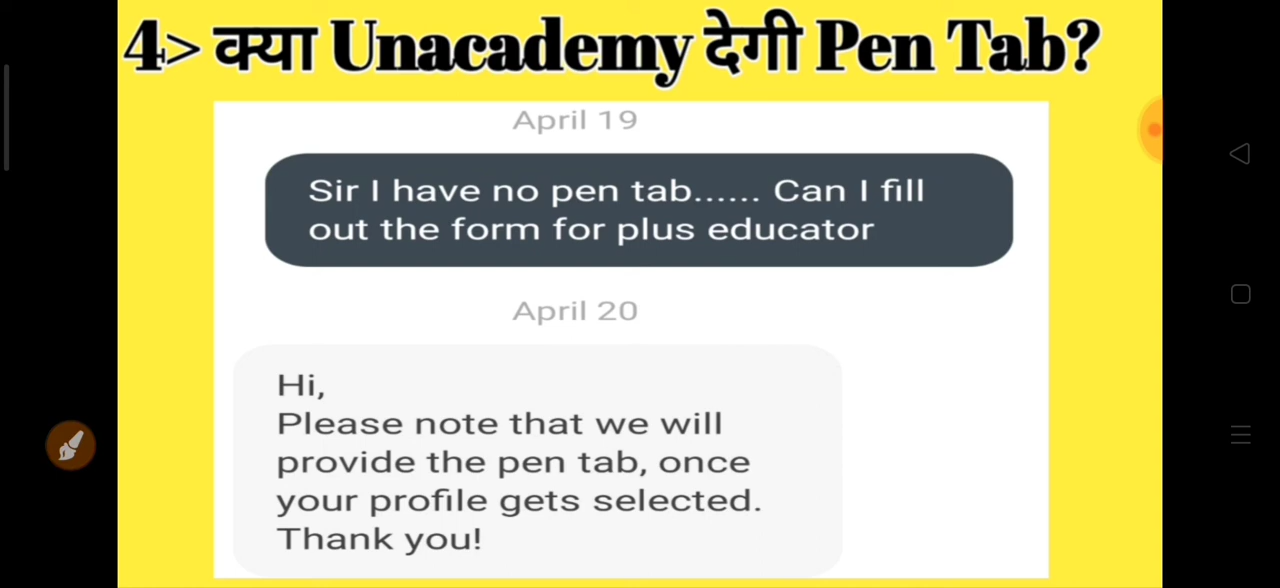 4> क्या Unacademy देगी Pen Tab?
April 19
Sir I have no pen tab...... Can I fill
out the form for plus educator
April 20
Hi,
Please note that we will
provide the pen tab, once
your profile gets selected.
Thank you!